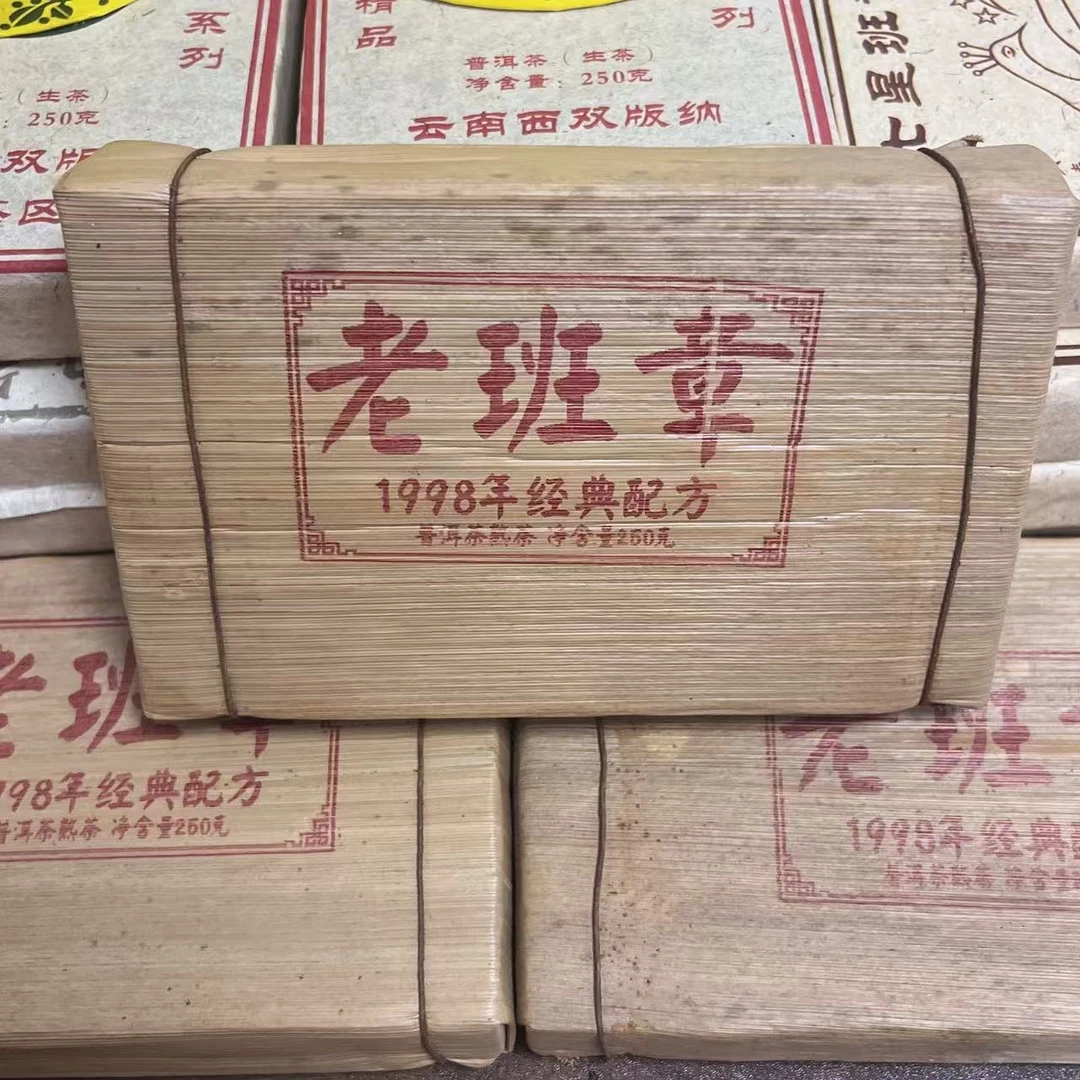 系列
（生茶）
：250克
双版
区
精品
列
普洱茶（生茶）
净含量：250克
云南西双版纳
七星班
老班章
1998年经典配方
普洱茶熟茶 净含量250克
老班章
998年经典配方
普洱茶熟茶 净含量250克
老班
1998年经典配
普洱茶熟茶 净含量